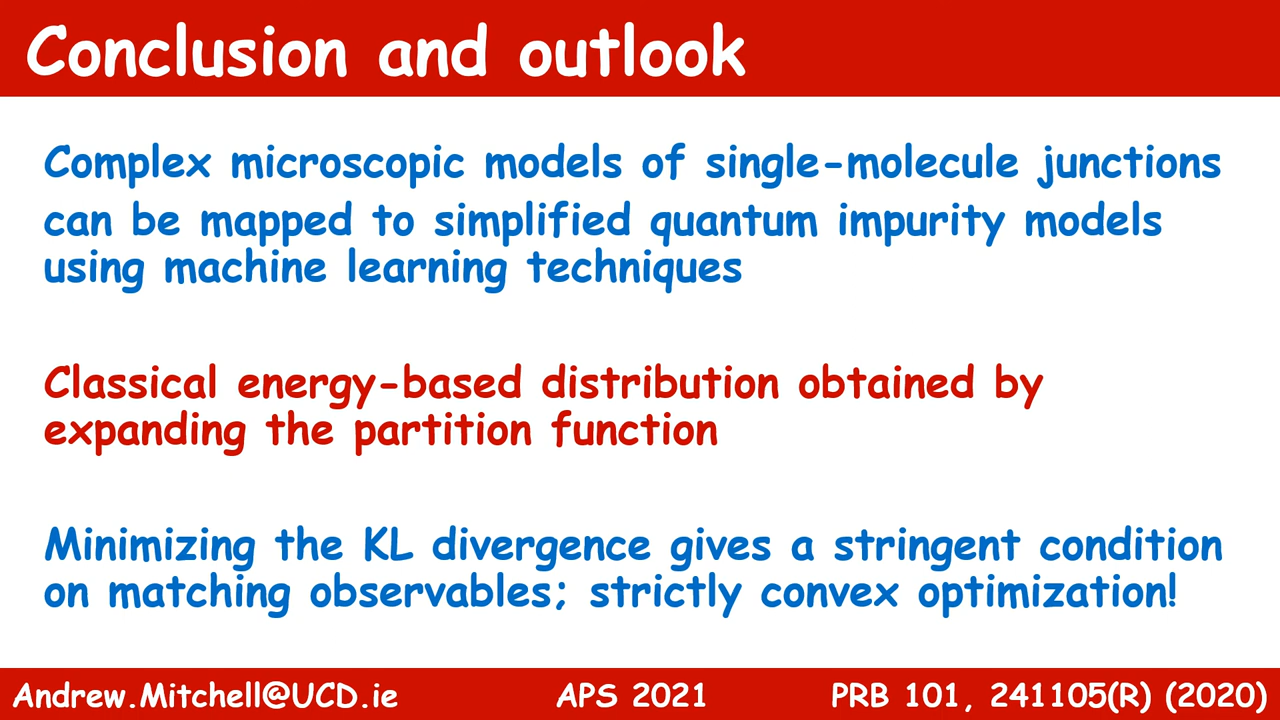 Conclusion and outlook
Complex microscopic models of single-molecule junctions
can be mapped to simplified quantum impurity models
using machine learning techniques
Classical energy-based distribution obtained by
expanding the partition function
Minimizing the KL divergence gives a stringent condition
on matching observables; strictly convex optimization!
Andrew.Mitchell@UCD.ie APS 2021 PRB 101, 241105(R) (2020)